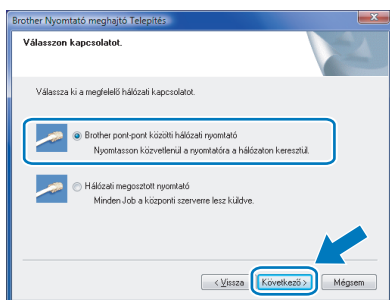 Brother Nyomtató meghajtó Telepítés
Válasszon kapcsolatot.
Válassza ki a megfelelő hálózati kapcsolatot.
Brother pont-pont közötti hálózati nyomtató
Nyomtasson közvetlenül a nyomtatóra a hálózaton keresztül.
Hálózati megosztott nyomtató
Minden Job a központi szerverre lesz küldve.
< Vissza Következő > Mégsem